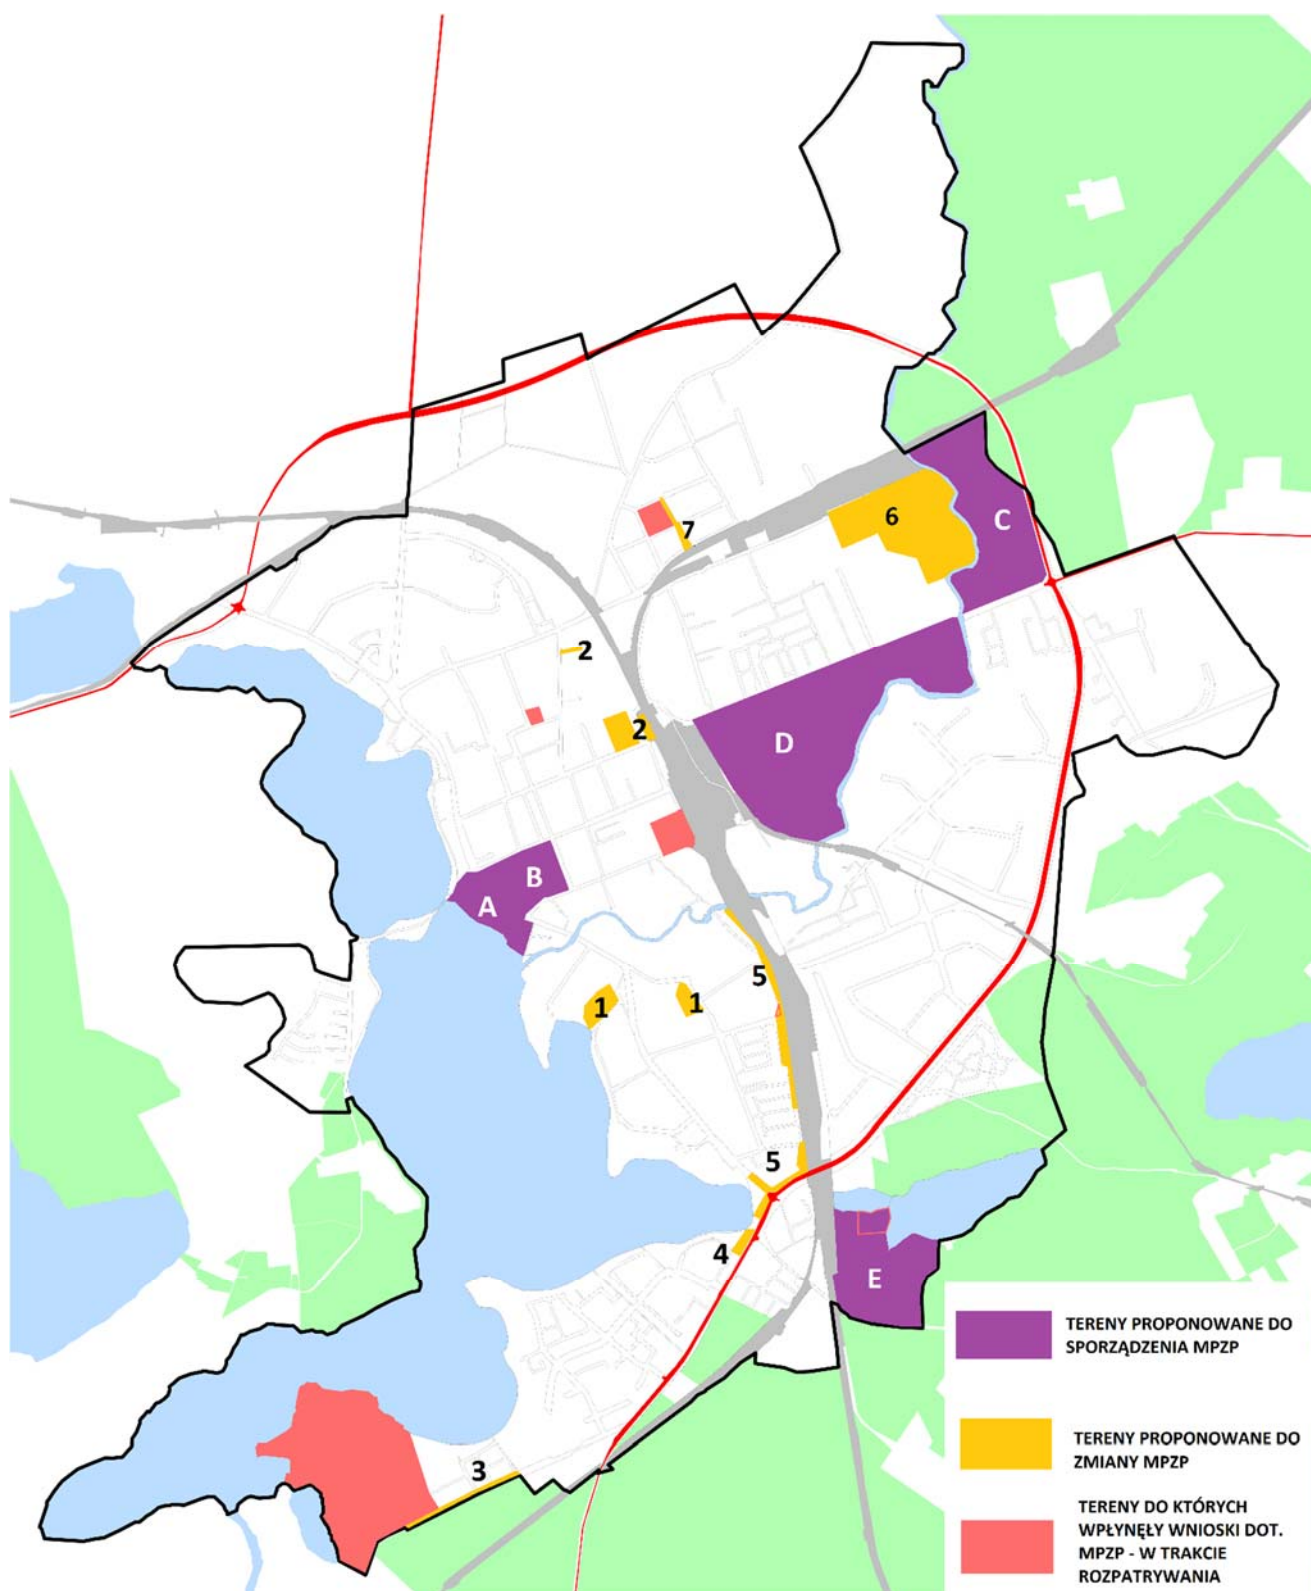 C
6
7
2
2
D
B
A
1
1
5
5
4
E
3
TERENY PROPONOWANE DO
SPORZĄDZENIA MPZP
TERENY PROPONOWANE DO
ZMIANY MPZP
TERENY DO KTÓRYCH
WPŁYNĘŁY WNIOSKI DOT.
MPZP - W TRAKCIE
ROZPATRYWANIA